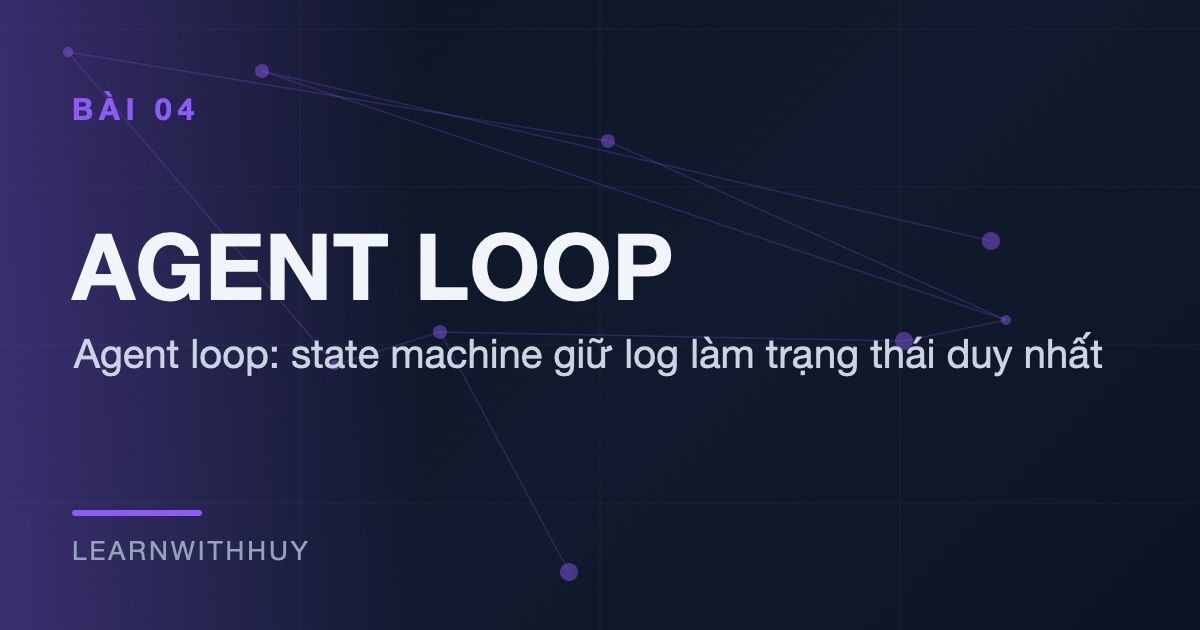 BÀI 04
AGENT LOOP
Agent loop: state machine giữ log làm trạng thái duy nhất
LEARNWITHHUY